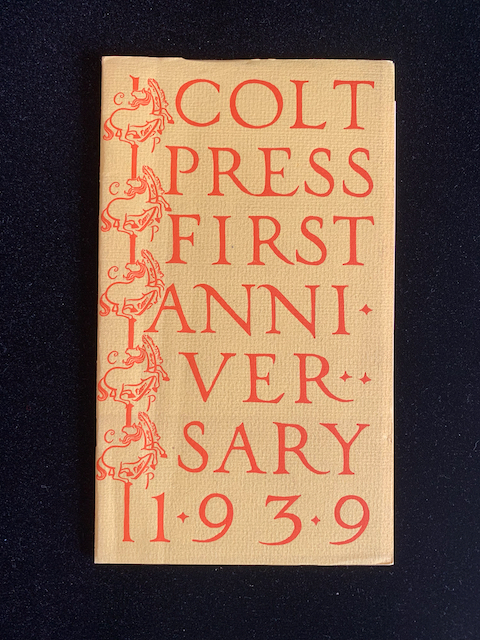 C P COLT
C P PRESS
C P FIRST
C P ANNI·
C P VER··
C P SARY
1·9 3·9